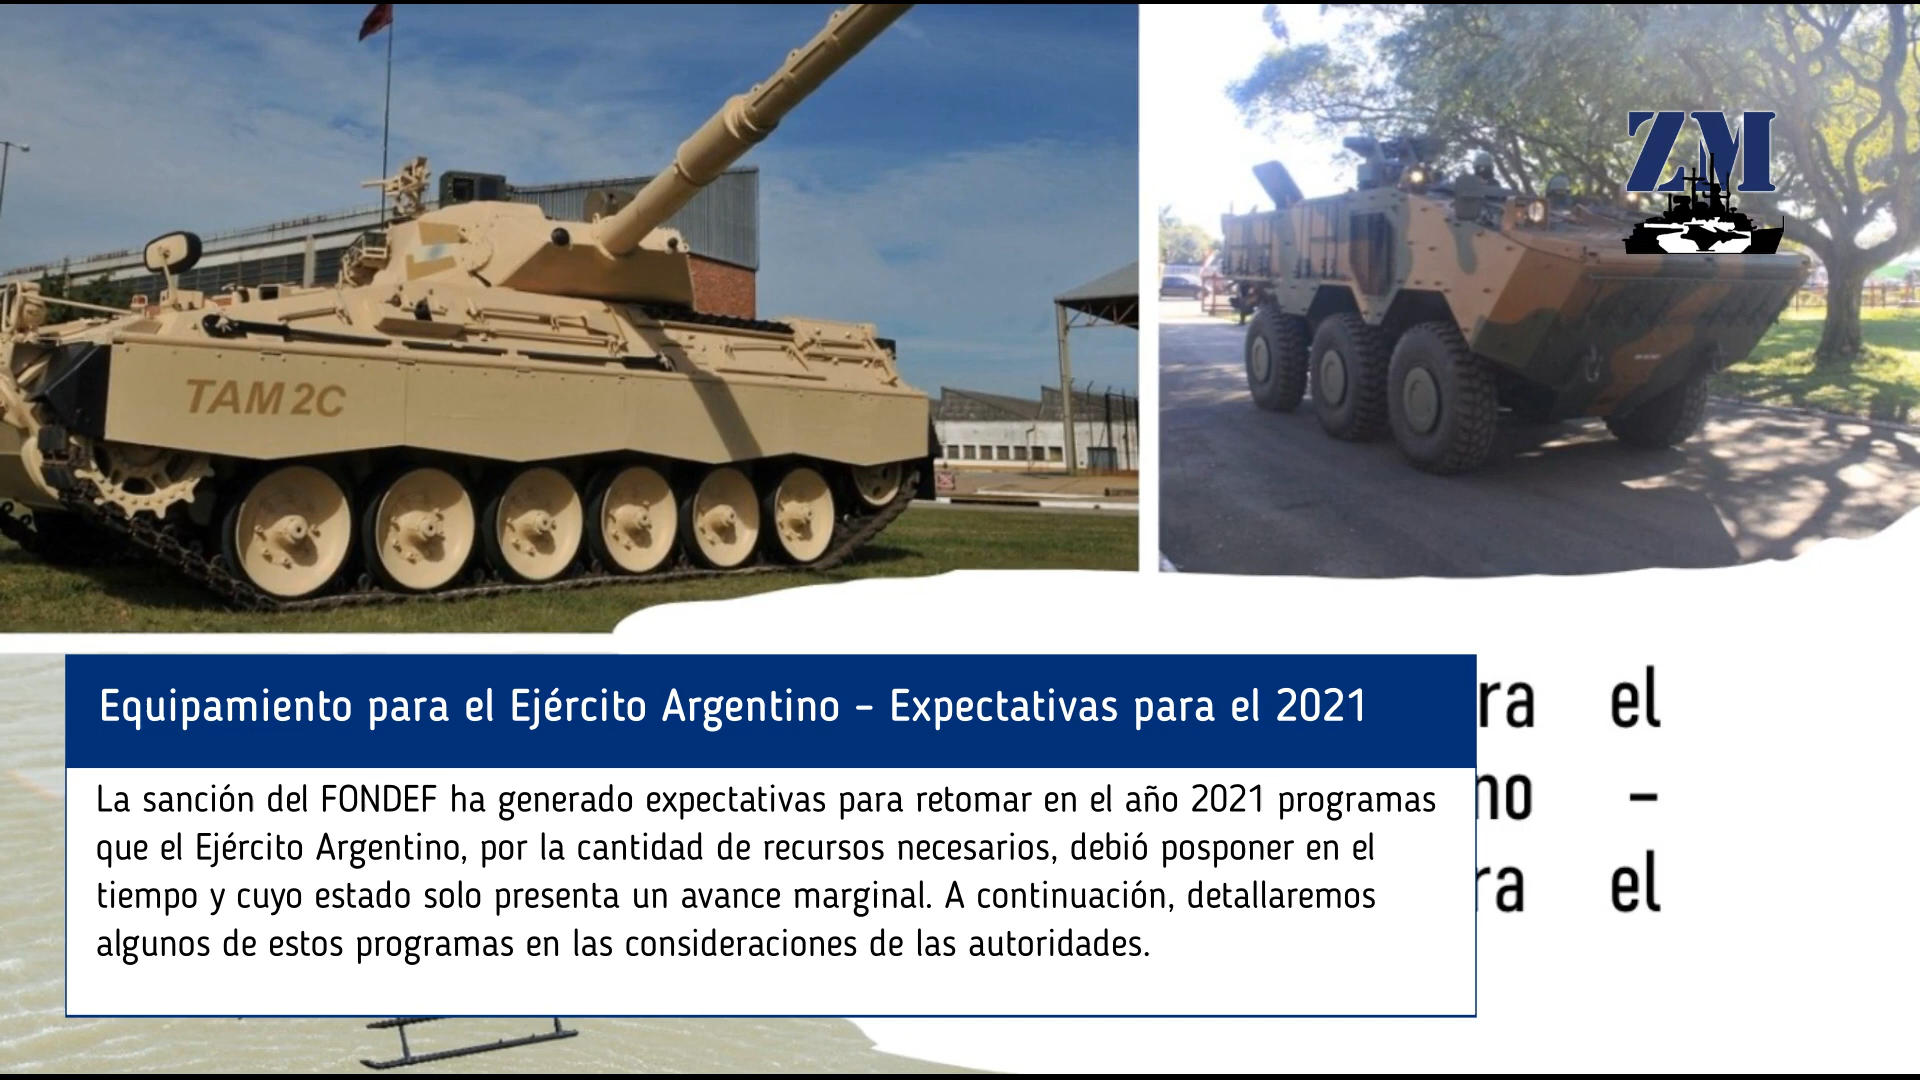 ZM
TAM 2C
Equipamiento para el Ejército Argentino – Expectativas para el 2021
La sanción del FONDEF ha generado expectativas para retomar en el año 2021 programas
que el Ejército Argentino, por la cantidad de recursos necesarios, debió posponer en el
tiempo y cuyo estado solo presenta un avance marginal. A continuación, detallaremos
algunos de estos programas en las consideraciones de las autoridades.
ra el
no –
ra el